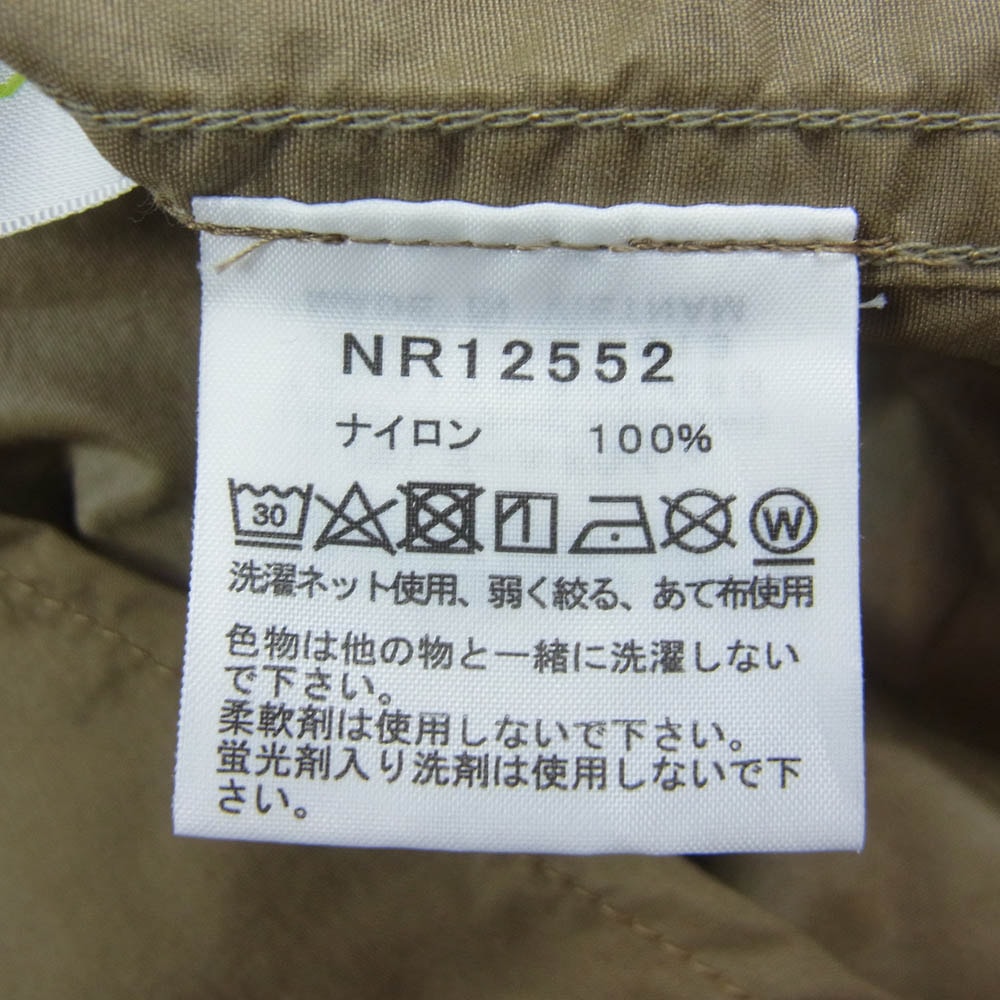 NR12552
ナイロン 100%
30 W
洗濯ネット使用、弱く絞る、あて布使用
色物は他の物と一緒に洗濯しない
で下さい。
柔軟剤は使用しないで下さい。
蛍光剤入り洗剤は使用しないで下
さい。